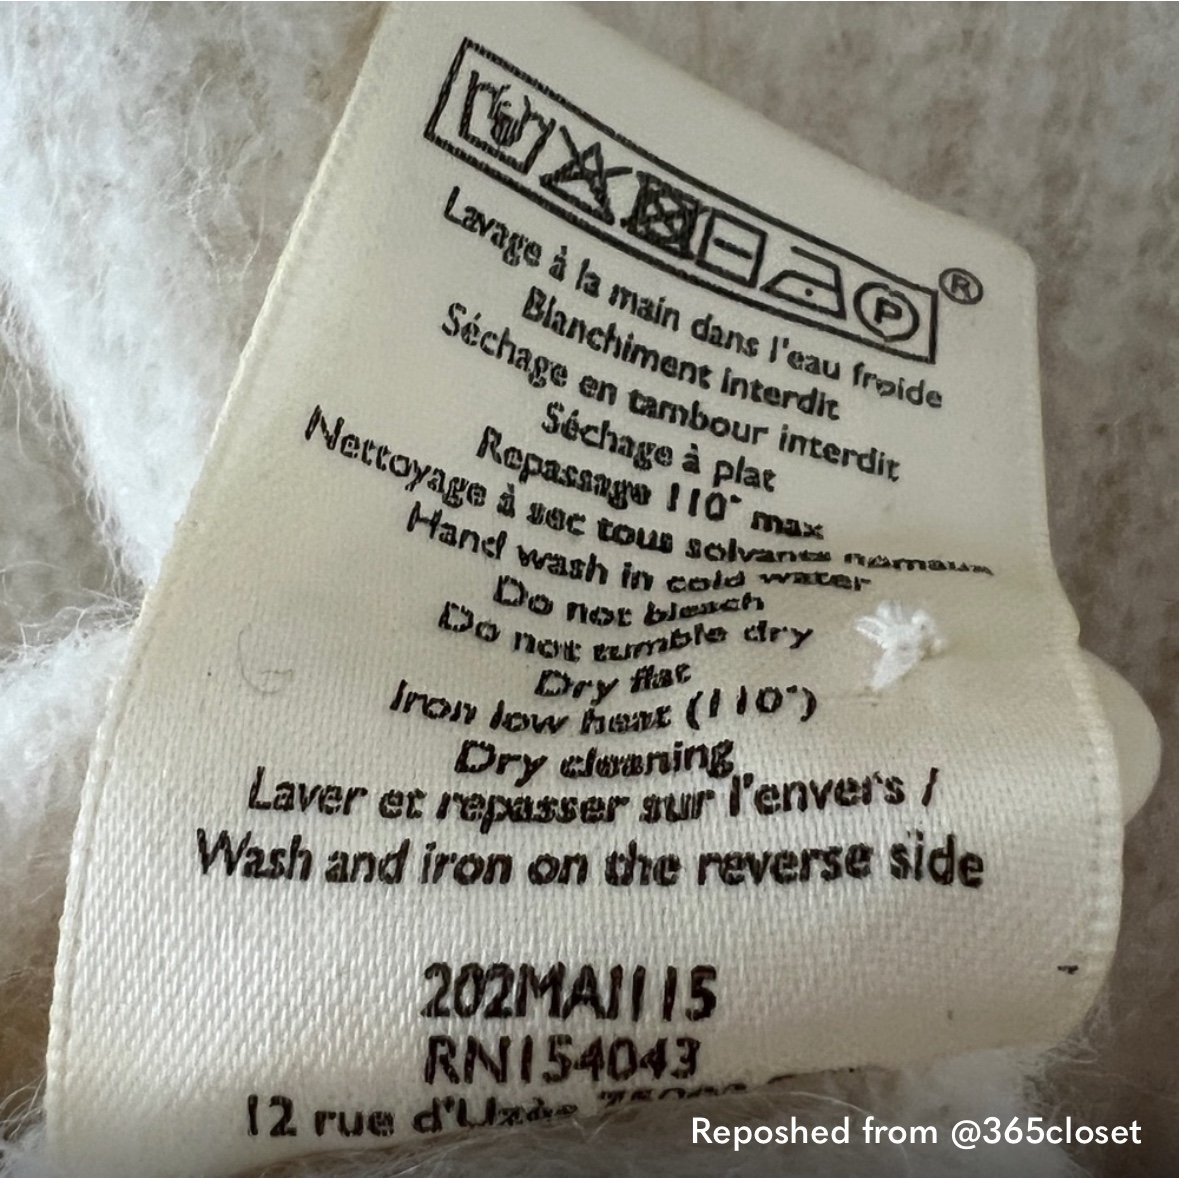 ®
P
Lavage à la main dans l'eau froide
Blanchiment interdit
Séchage en tambour interdit
Séchage à plat
Repassage 110° max
Nettoyage à sec tous solvants normaux
Hand wash in cold water
Do not bleach
Do not tumble dry
Dry flat
Iron low heat (110°)
Dry cleaning
Laver et repasser sur l'envers /
Wash and iron on the reverse side
202MAI1115
RN154043
12 rue d'Uzès
Reposhed from @365closet